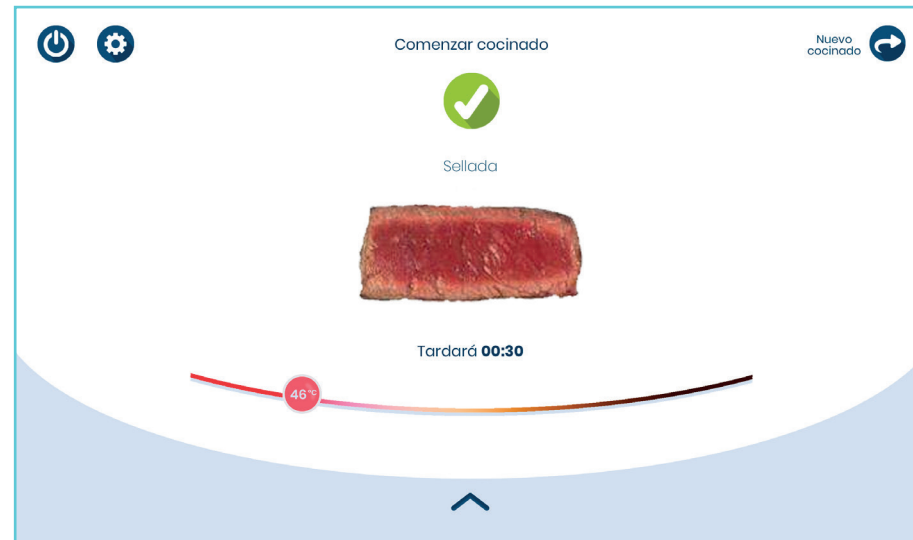 Comenzar cocinado
Nuevo
cocinado
Sellada
Tardará 00:30
46°C